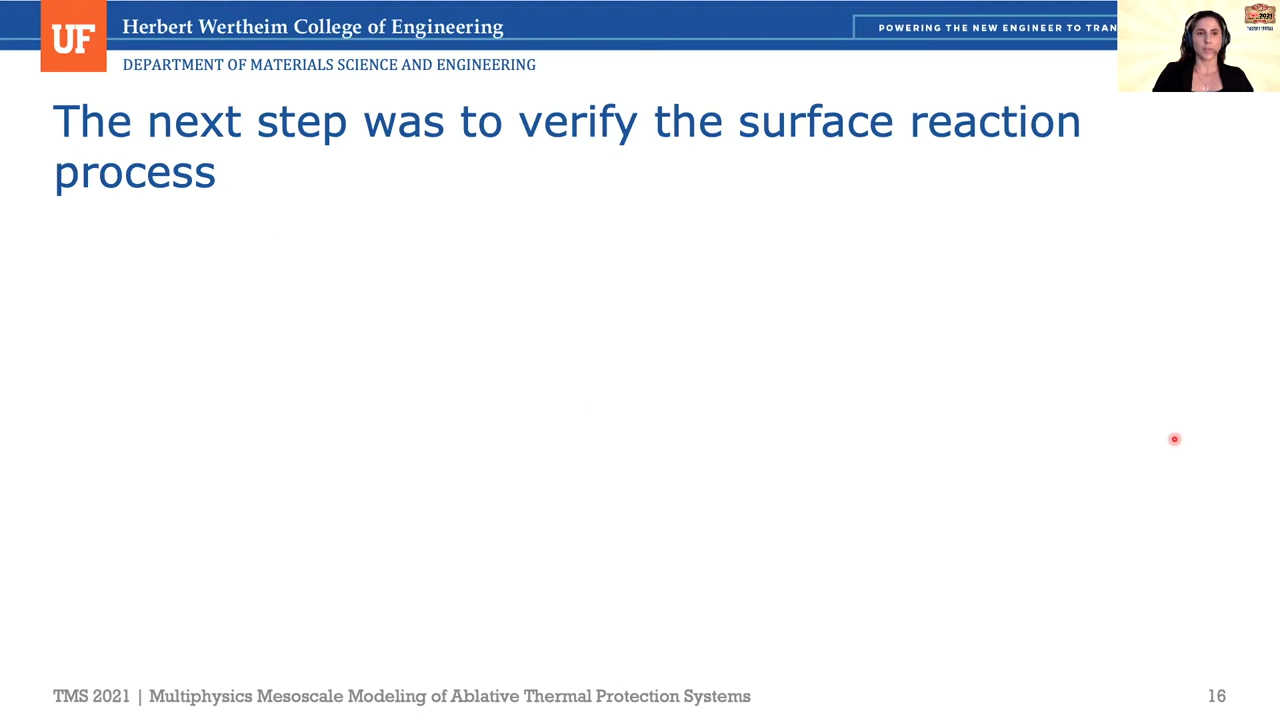 UF
Herbert Wertheim College of Engineering
POWERING THE NEW ENGINEER TO TRAN
DEPARTMENT OF MATERIALS SCIENCE AND ENGINEERING
The next step was to verify the surface reaction
process
TMS 2021 | Multiphysics Mesoscale Modeling of Ablative Thermal Protection Systems
16